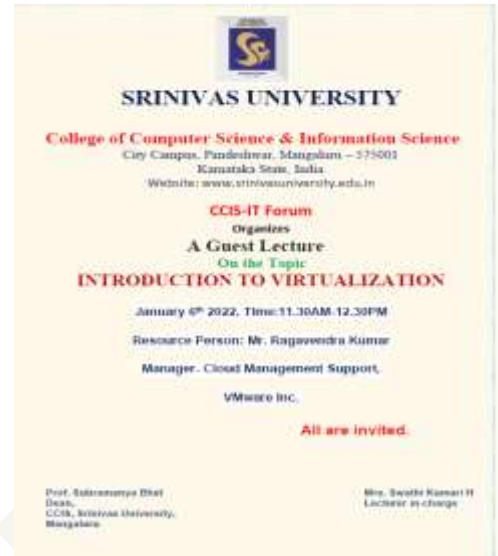 SRINIVAS UNIVERSITY
College of Computer Science & Information Science
City Campus, Pandeshwar, Mangaluru – 575001
Karnataka State, India
Website: www.srinivasuniversity.edu.in
CCIS-IT Forum
Organizes
A Guest Lecture
On the Topic
INTRODUCTION TO VIRTUALIZATION
January 6th 2022, Time:11.30AM-12.30PM
Resource Person: Mr. Ragavendra Kumar
Manager. Cloud Management Support,
VMware Inc.
All are invited.
Prof. Subramanya Bhat
Dean,
CCIS, Srinivas University,
Mangaluru
Mrs. Swathi Kumari H
Lecturer in-charge